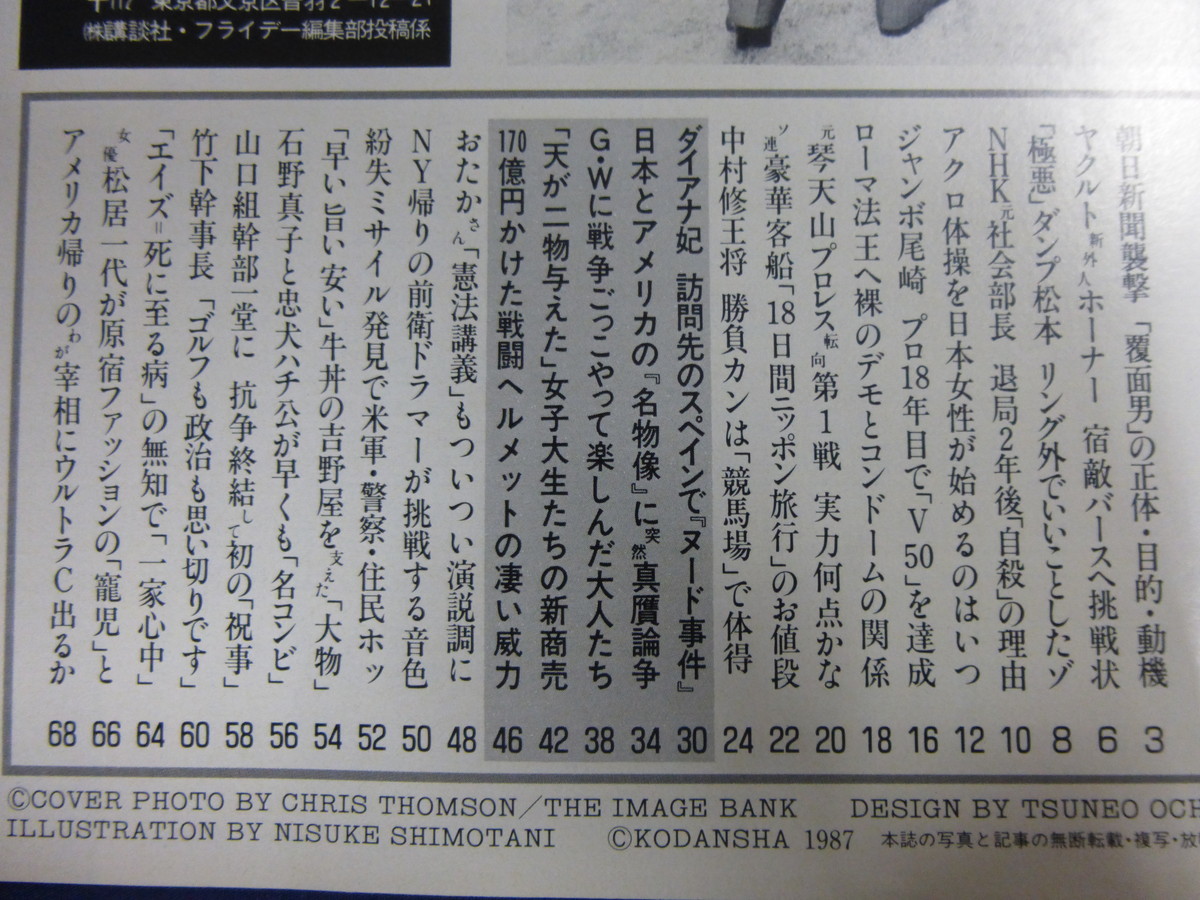 ㈱講談社・フライデー編集部投稿係
朝日新聞襲撃 「覆面男」の正体・目的・動機 3
ヤクルト新外人ホーナー 宿敵バースへ挑戦状 6
「極悪」ダンプ松本 リング外でいいことしたゾ 8
NHK元社会部長 退局2年後「自殺」の理由 10
アクロ体操を日本女性が始めるのはいつ 12
ジャンボ尾崎 プロ18年目で「V50」を達成 16
ローマ法王へ裸のデモとコンドームの関係 18
元琴天山プロレス転向第1戦 実力何点かな 20
ソ連豪華客船「18日間ニッポン旅行」のお値段 22
中村修王将 勝負カンは「競馬場」で体得 24
ダイアナ妃 訪問先のスペインで『ヌード事件』 30
日本とアメリカの『名物像』に突然真贋論争 34
G・Wに戦争ごっこやって楽しんだ大人たち 38
「天が二物与えた」女子大生たちの新商売 42
170億円かけた戦闘ヘルメットの凄い威力 46
おたかさん「憲法講義」もついつい演説調に 48
NY帰りの前衛ドラマーが挑戦する音色 50
紛失ミサイル発見で米軍・警察・住民ホッ 52
「早い旨い安い」牛丼の吉野屋を支えた「大物」 54
石野真子と忠犬ハチ公が早くも「名コンビ」 56
山口組幹部一堂に 抗争終結して初の「祝事」 58
竹下幹事長 「ゴルフも政治も思い切りです」 60
「エイズ=死に至る病」の無知で「一家心中」 64
女優松居一代が原宿ファッションの「寵児」と 66
アメリカ帰りのわが宰相にウルトラC出るか 68
©COVER PHOTO BY CHRIS THOMSON/THE IMAGE BANK DESIGN BY TSUNEO OCH
ILLUSTRATION BY NISUKE SHIMOTANI ©KODANSHA 1987 本誌の写真と記事の無断転載・複写・放